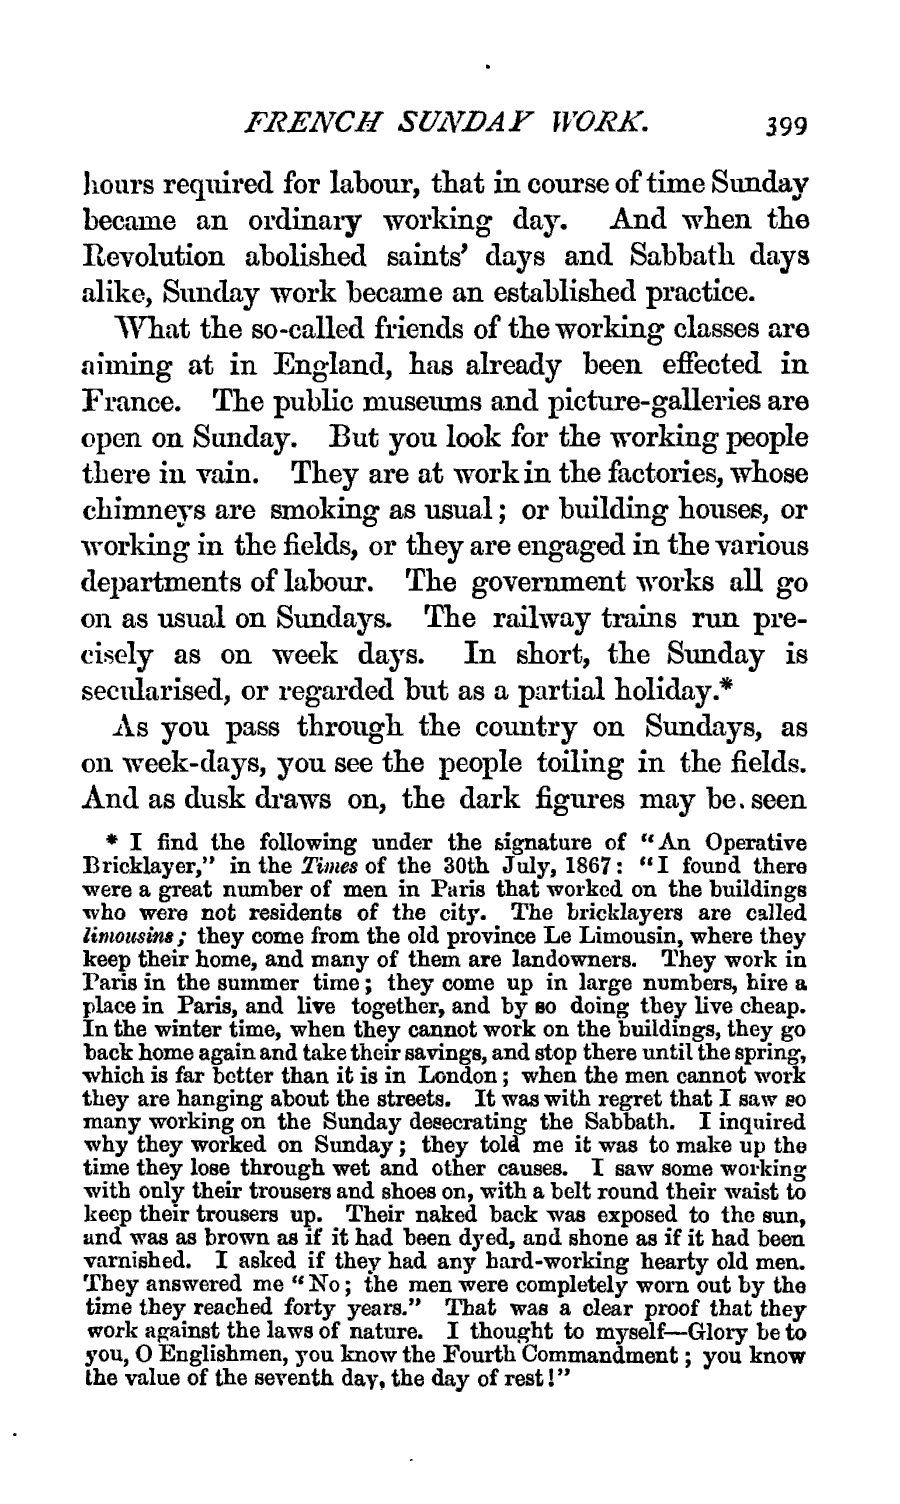 FRENCH SUNDAY WORK. 399
hours required for labour, that in course of time Sunday
became an ordinary working day. And when the
Revolution abolished saints' days and Sabbath days
alike, Sunday work became an established practice.
What the so-called friends of the working classes are
aiming at in England, has already been effected in
France. The public museums and picture-galleries are
open on Sunday. But you look for the working people
there in vain. They are at work in the factories, whose
chimneys are smoking as usual; or building houses, or
working in the fields, or they are engaged in the various
departments of labour. The government works all go
on as usual on Sundays. The railway trains run pre-
cisely as on week days. In short, the Sunday is
secularised, or regarded but as a partial holiday.*
As you pass through the country on Sundays, as
on week-days, you see the people toiling in the fields.
And as dusk draws on, the dark figures may be seen
* I find the following under the signature of "An Operative
Bricklayer," in the Times of the 30th July, 1867: "I found there
were a great number of men in Paris that worked on the buildings
who were not residents of the city. The bricklayers are called
limousins; they come from the old province Le Limousin, where they
keep their home, and many of them are landowners. They work in
Paris in the summer time; they come up in large numbers, hire a
place in Paris, and live together, and by so doing they live cheap.
In the winter time, when they cannot work on the buildings, they go
back home again and take their savings, and stop there until the spring,
which is far better than it is in London; when the men cannot work
they are hanging about the streets. It was with regret that I saw so
many working on the Sunday desecrating the Sabbath. I inquired
why they worked on Sunday; they told me it was to make up the
time they lose through wet and other causes. I saw some working
with only their trousers and shoes on, with a belt round their waist to
keep their trousers up. Their naked back was exposed to the sun,
and was as brown as if it had been dyed, and shone as if it had been
varnished. I asked if they had any hard-working hearty old men.
They answered me "No; the men were completely worn out by the
time they reached forty years." That was a clear proof that they
work against the laws of nature. I thought to myself—Glory be to
you, O Englishmen, you know the Fourth Commandment; you know
the value of the seventh day, the day of rest!"